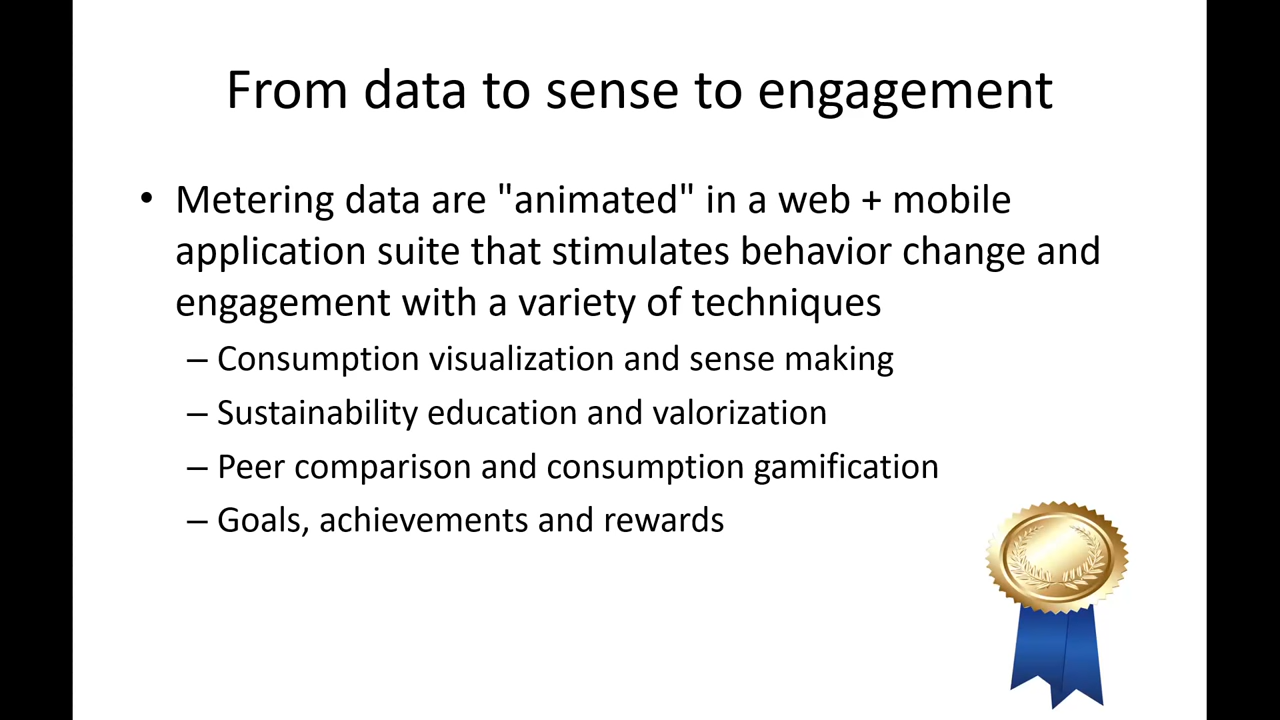 From data to sense to engagement
• Metering data are "animated" in a web + mobile
application suite that stimulates behavior change and
engagement with a variety of techniques
– Consumption visualization and sense making
– Sustainability education and valorization
– Peer comparison and consumption gamification
– Goals, achievements and rewards